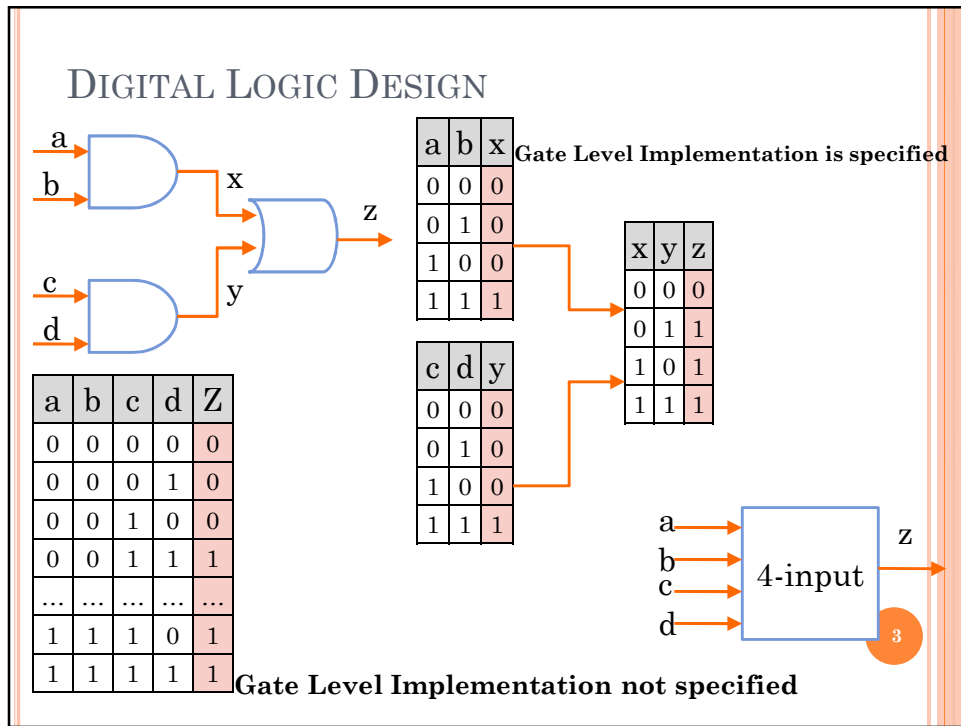 DIGITAL LOGIC DESIGN
a
b
x
z
c
y
d
a b x
0 0 0
0 1 0
1 0 0
1 1 1
Gate Level Implementation is specified
x y z
0 0 0
0 1 1
1 0 1
1 1 1
c d y
0 0 0
0 1 0
1 0 0
1 1 1
a b c d Z
0 0 0 0 0
0 0 0 1 0
0 0 1 0 0
0 0 1 1 1
... ... ... ... ...
1 1 1 0 1
1 1 1 1 1
Gate Level Implementation not specified
a
b
c
d
4-input
z
3